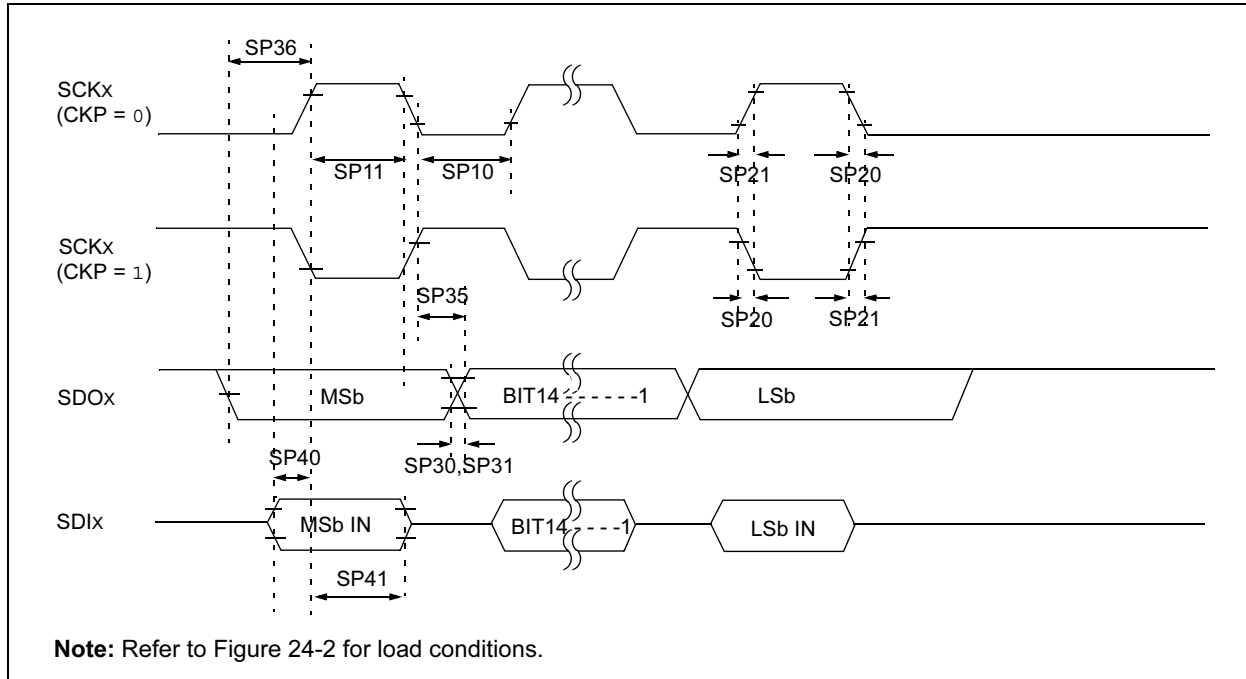 SP36
SCKx
(CKP = 0)
SP11
SP10
SP21
SP20
SCKx
(CKP = 1)
SP35
SP20
SP21
SDOx
MSb
BIT14 - - - - - -1
LSb
SP40
SP30,SP31
SDIx
MSb IN
BIT14 - - - -1
LSb IN
SP41
Note: Refer to Figure 24-2 for load conditions.